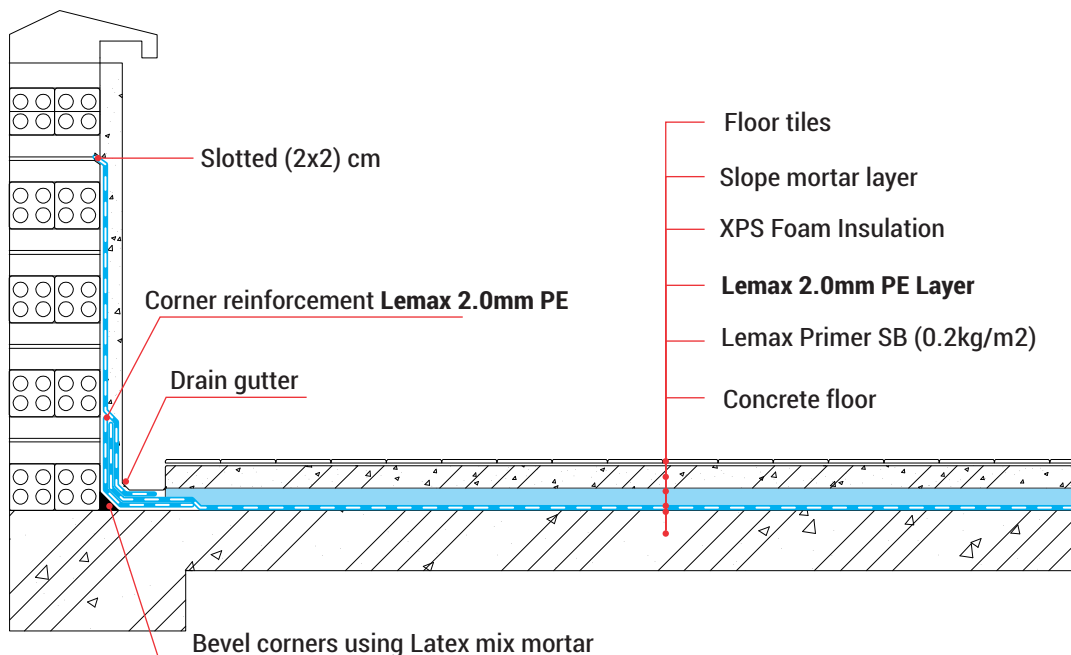 Slotted (2x2) cm
Corner reinforcement Lemax 2.0mm PE
Drain gutter
Floor tiles
Slope mortar layer
XPS Foam Insulation
Lemax 2.0mm PE Layer
Lemax Primer SB (0.2kg/m2)
Concrete floor
Bevel corners using Latex mix mortar